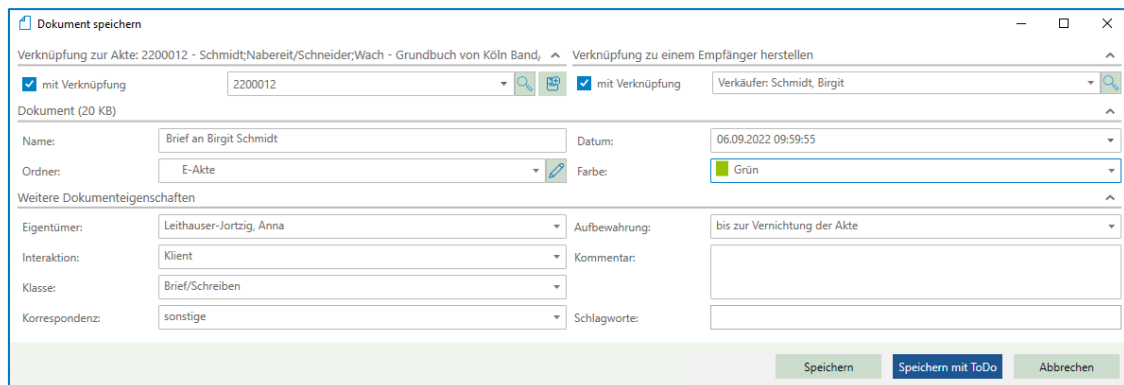 Dokument speichern
Verknüpfung zur Akte: 2200012 - Schmidt;Nabereit/Schneider;Wach - Grundbuch von Köln Band, Verknüpfung zu einem Empfänger herstellen
mit Verknüpfung 2200012 mit Verknüpfung Verkäufer: Schmidt, Birgit
Dokument (20 KB)
Name: Brief an Birgit Schmidt Datum: 06.09.2022 09:59:55
Ordner: E-Akte Farbe: Grün
Weitere Dokumenteigenschaften
Eigentümer: Leithauser-Jortzig, Anna Aufbewahrung: bis zur Vernichtung der Akte
Interaktion: Klient Kommentar:
Klasse: Brief/Schreiben
Korrespondenz: sonstige Schlagworte:
Speichern Speichern mit ToDo Abbrechen